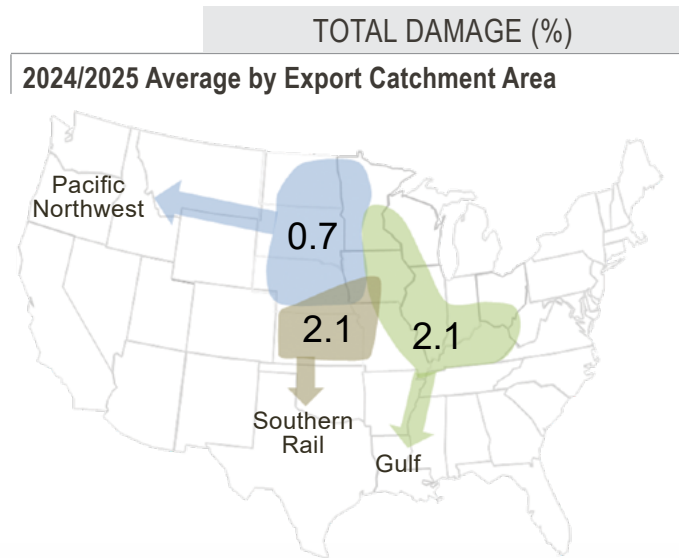 TOTAL DAMAGE (%)
2024/2025 Average by Export Catchment Area
Pacific
Northwest
0.7
2.1
2.1
Southern
Rail
Gulf